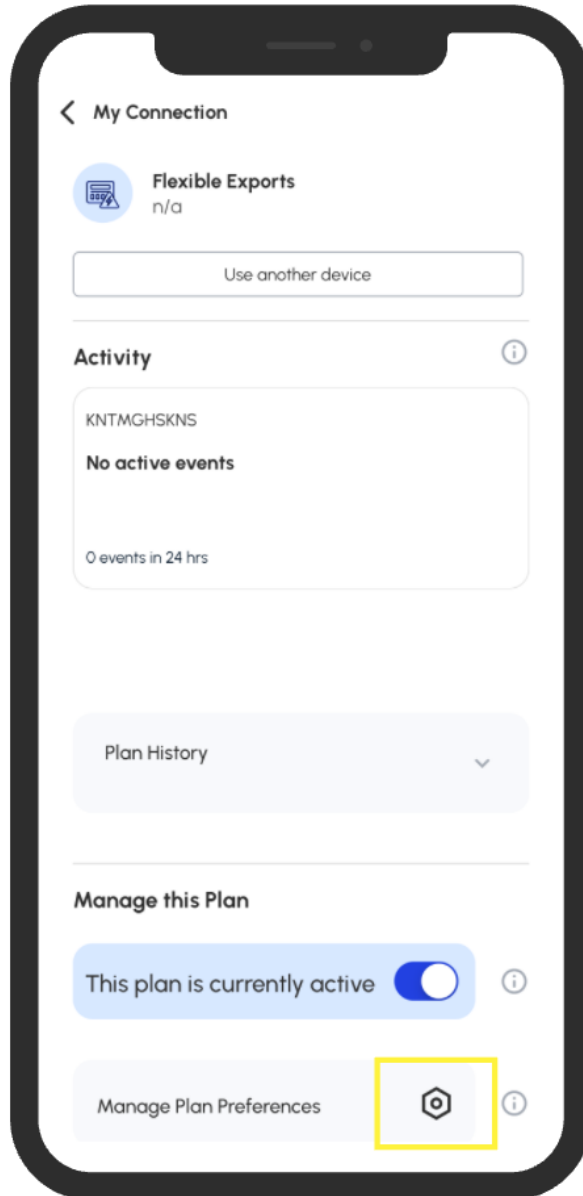 My Connection
Flexible Exports
n/a
Use another device
Activity
KNTMGHSKNS
No active events
0 events in 24 hrs
Plan History
Manage this Plan
This plan is currently active
Manage Plan Preferences